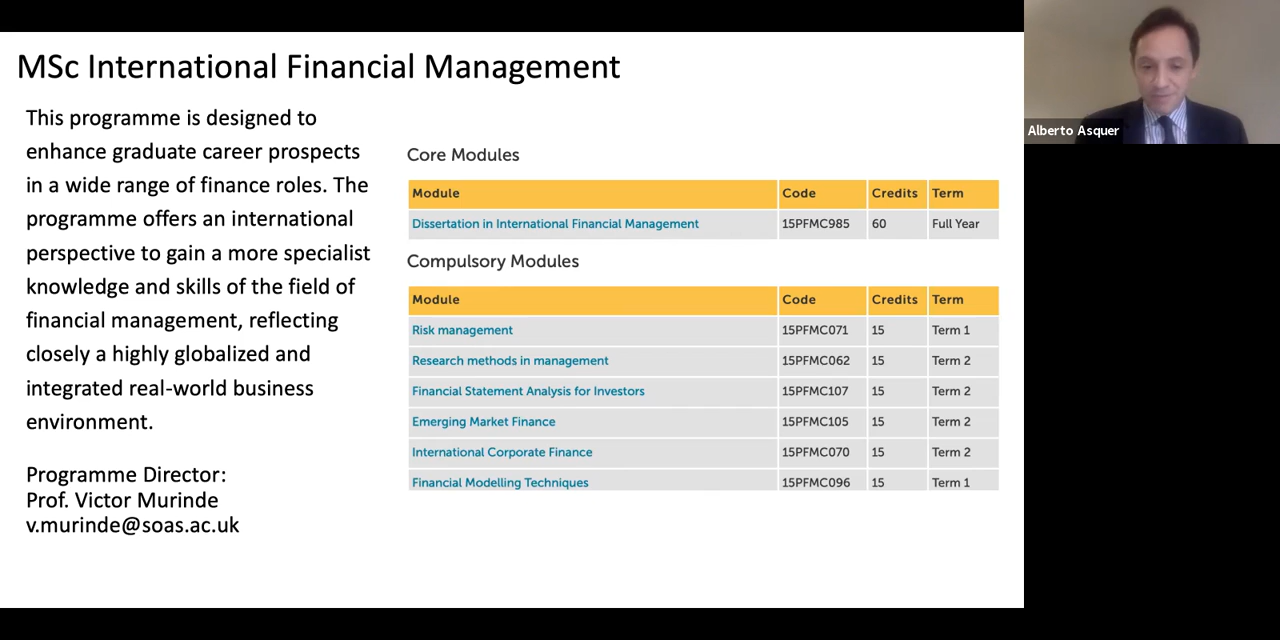 MSc International Financial Management
This programme is designed to
enhance graduate career prospects
in a wide range of finance roles. The
programme offers an international
perspective to gain a more specialist
knowledge and skills of the field of
financial management, reflecting
closely a highly globalized and
integrated real-world business
environment.
Programme Director:
Prof. Victor Murinde
v.murinde@soas.ac.uk
Core Modules
Module Code Credits Term
Dissertation in International Financial Management 15PFMC985 60 Full Year
Compulsory Modules
Module Code Credits Term
Risk management 15PFMC071 15 Term 1
Research methods in management 15PFMC062 15 Term 2
Financial Statement Analysis for Investors 15PFMC107 15 Term 2
Emerging Market Finance 15PFMC105 15 Term 2
International Corporate Finance 15PFMC070 15 Term 2
Financial Modelling Techniques 15PFMC096 15 Term 1
Alberto Asquer